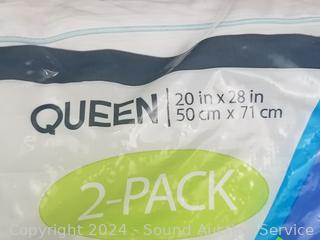 QUEEN
20 in x 28 in
50 cm x 71 cm
2-PACK
Copyright 2024 - Sound Auction Service